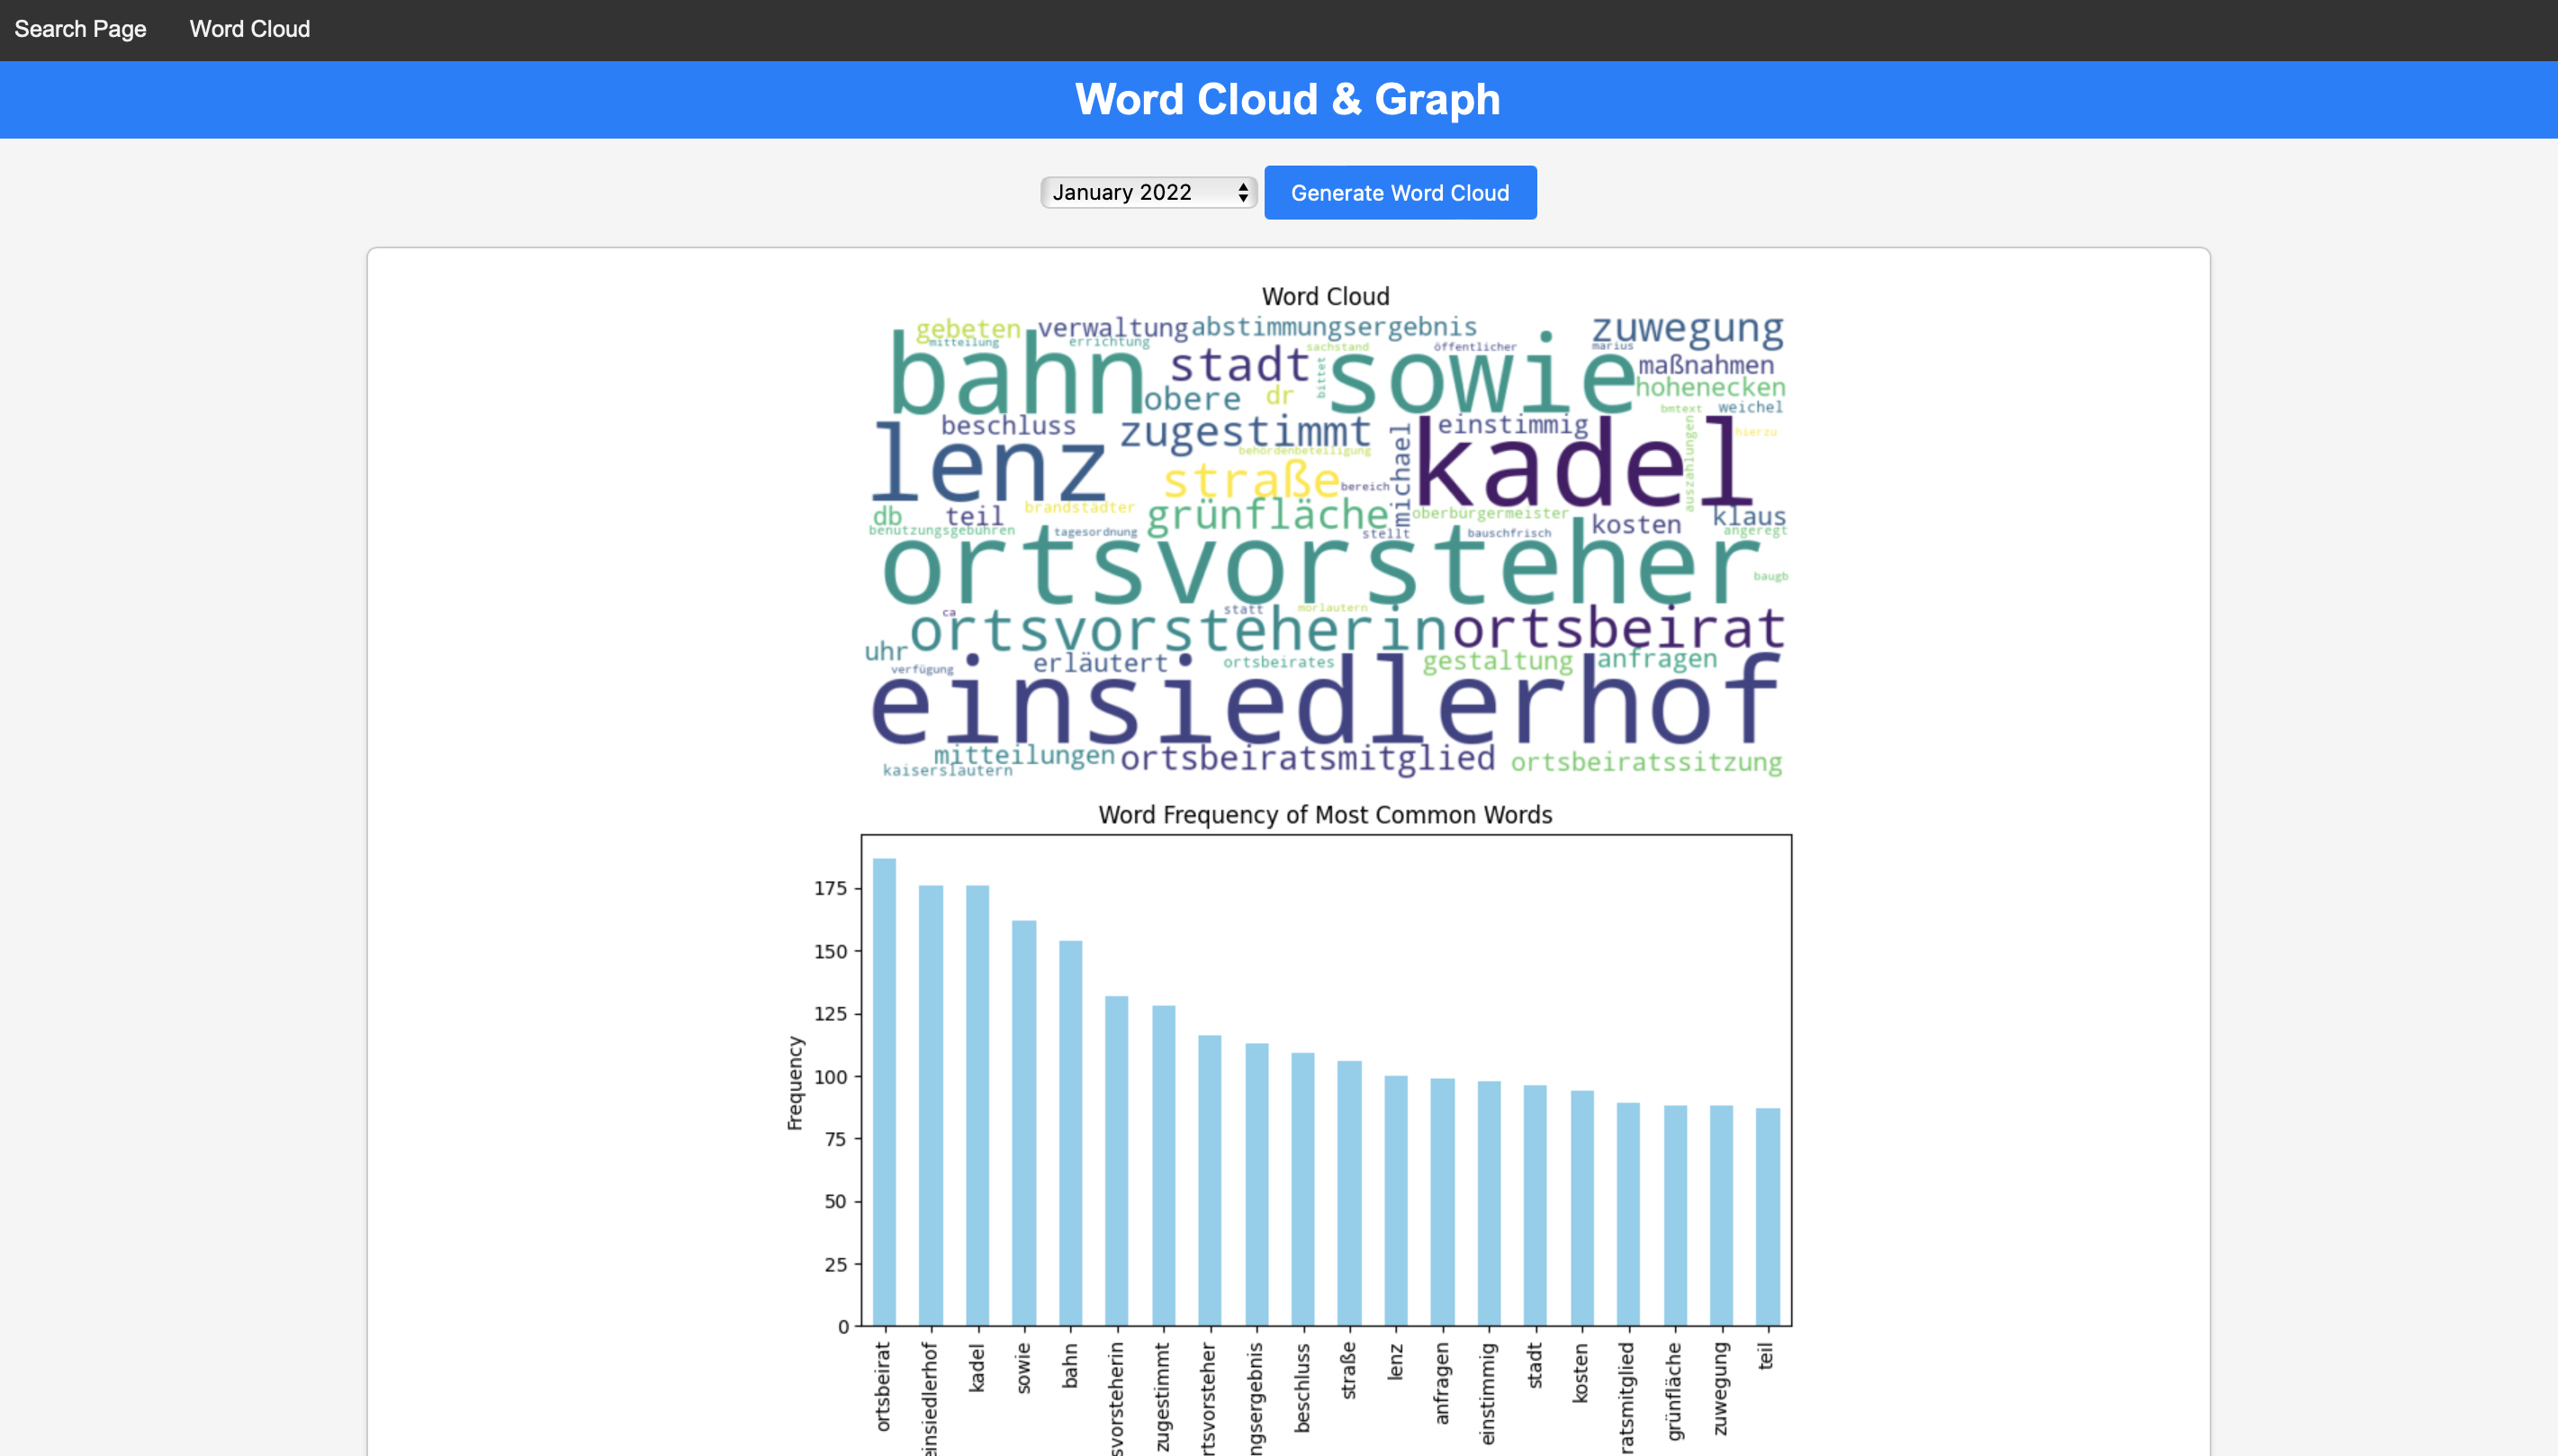 Search Page Word Cloud
Word Cloud & Graph
January 2022 Generate Word Cloud
Word Cloud
gebeten verwaltung abstimmungsergebnis zuwegung
mitteilung errichtung sachstand öffentlicher marius
bahn stadt bittet sowie maßnahmen
obere dr hohenecken
bmtext weichel
lenz beschluss zugestimmt michael einstimmig kadel auszahlungen hierzu
behördenbeteiligung
straße bereich
db teil brandstädter grünfläche oberbürgermeister kosten klaus
benutzungsgebühren tagesordnung stellt bauschfrisch angeregt
ortsvorsteher baugb
ca statt morlautern
ortsvorsteherin ortsbeirat
uhr erläutert ortsbeirates gestaltung anfragen
verfügung
einsiedlerhof
mitteilungen ortsbeiratsmitglied ortsbeiratssitzung
kaiserslautern
Word Frequency of Most Common Words
175
150
125
100
75
50
25
0
Frequency
ortsbeirat
einsiedlerhof
kadel
sowie
bahn
svorsteherin
zugestimmt
rtsvorsteher
ngsergebnis
beschluss
straße
lenz
anfragen
einstimmig
stadt
kosten
ratsmitglied
grünfläche
zuwegung
teil